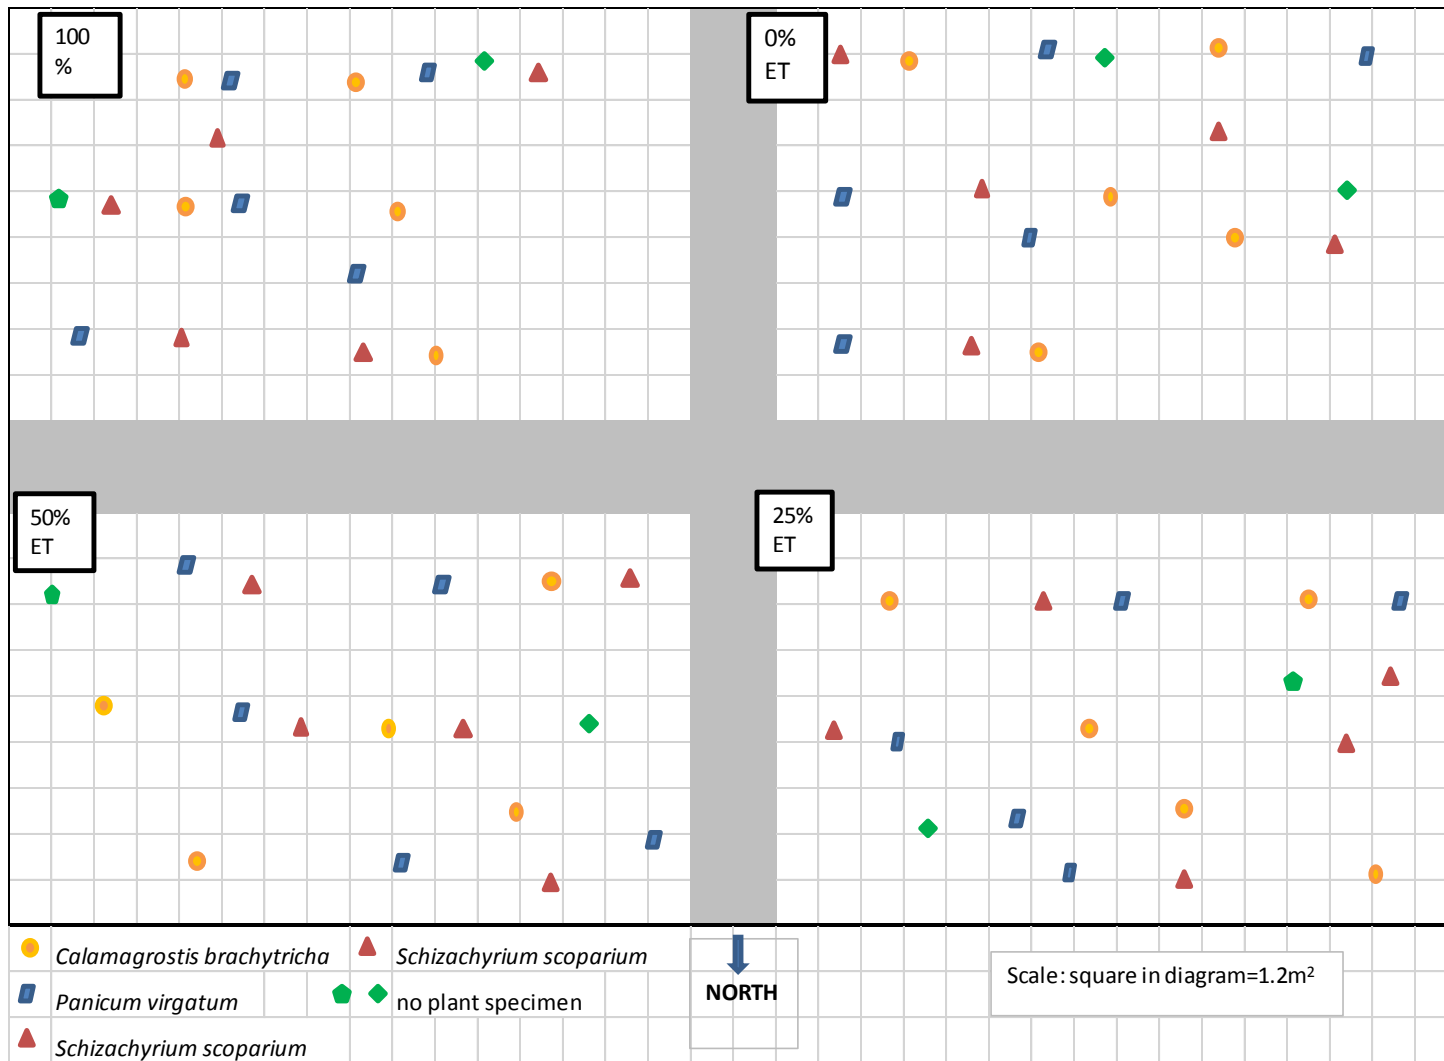 100
%
0%
ET
50%
ET
25%
ET
Calamagrostis brachytricha
Schizachyrium scoparium
Panicum virgatum
no plant specimen
Schizachyrium scoparium
NORTH
Scale: square in diagram=1.2m²